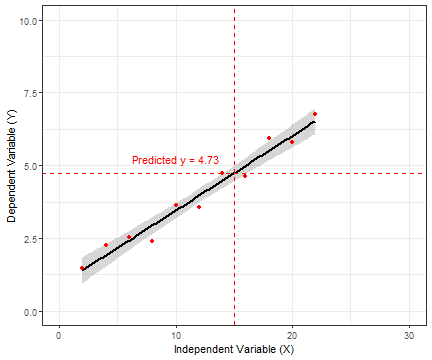 10.0
7.5
Predicted y = 4.73
5.0
2.5
0.0
Dependent Variable (Y)
0 10 20 30
Independent Variable (X)